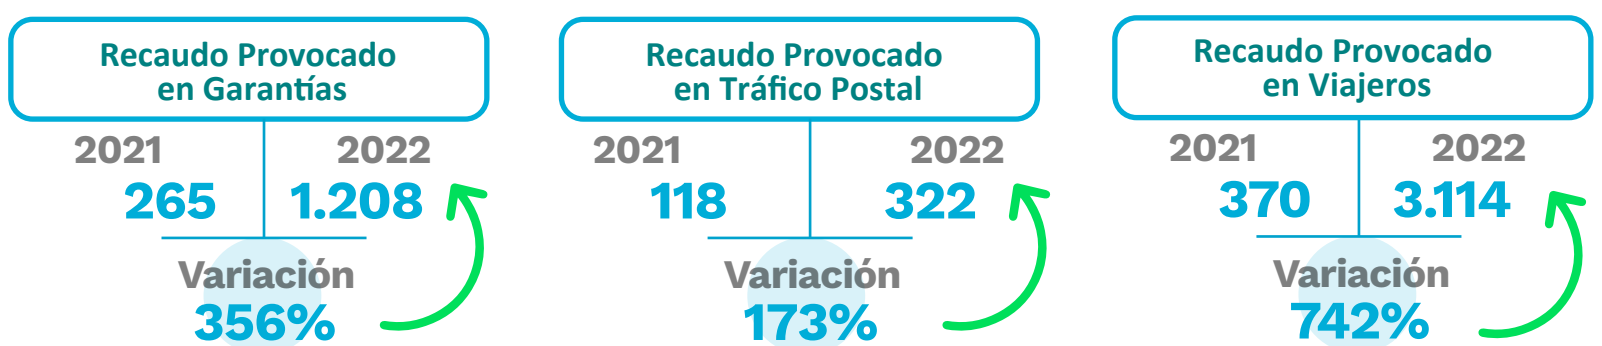 Recaudo Provocado
en Garantías
2021
2022
265
1.208
Variación
356%
Recaudo Provocado
en Tráfico Postal
2021
2022
118
322
Variación
173%
Recaudo Provocado
en Viajeros
2021
2022
370
3.114
Variación
742%